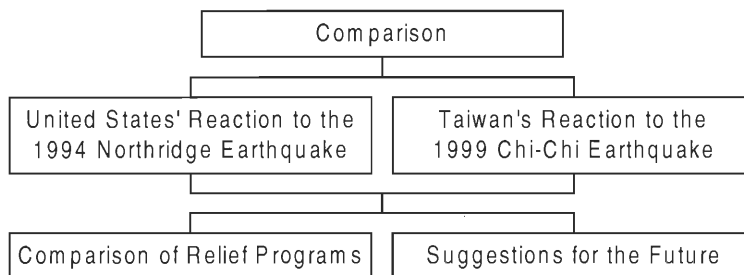 Comparison
United States' Reaction to the
1994 Northridge Earthquake
Taiwan's Reaction to the
1999 Chi-Chi Earthquake
Comparison of Relief Programs
Suggestions for the Future